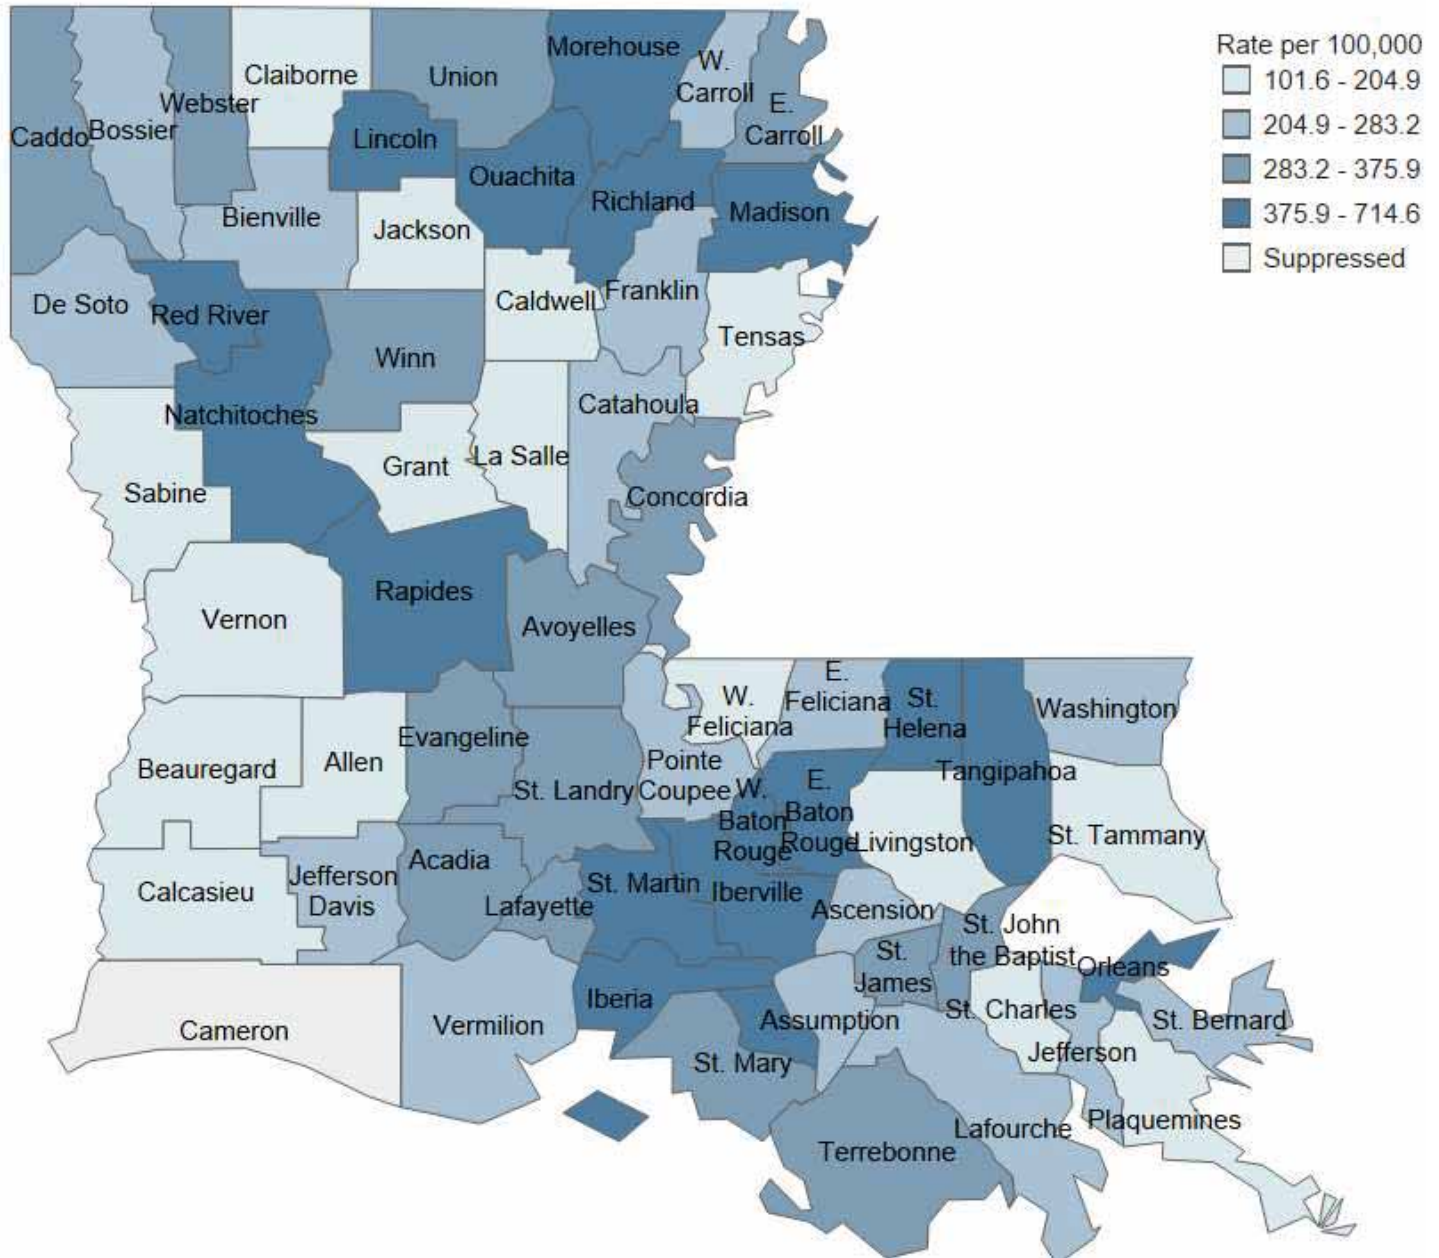 Rate per 100,000
101.6 - 204.9
204.9 - 283.2
283.2 - 375.9
375.9 - 714.6
Suppressed
Morehouse
W.
Carroll
Claiborne
Union
Webster
E.
Carroll
Caddo
Bossier
Lincoln
Ouachita
Richland
Madison
Bienville
Jackson
De Soto
Red River
Caldwell
Franklin
Tensas
Winn
Natchitoches
Catahoula
Grant
La Salle
Sabine
Concordia
Rapides
Vernon
Avoyelles
W.
Feliciana
E.
Feliciana
St.
Helena
Washington
Evangeline
Beauregard
Allen
Pointe
Coupee
St. Landry
W.
Baton
Rouge
E.
Baton
Rouge
Tangipahoa
Livingston
St. Tammany
Acadia
Calcasieu
Jefferson
Davis
Lafayette
St. Martin
Iberville
Ascension
St. John
the Baptist
St.
James
Orleans
Iberia
Cameron
Vermilion
Assumption
St. Charles
St. Bernard
Jefferson
St. Mary
Plaquemines
Lafourche
Terrebonne